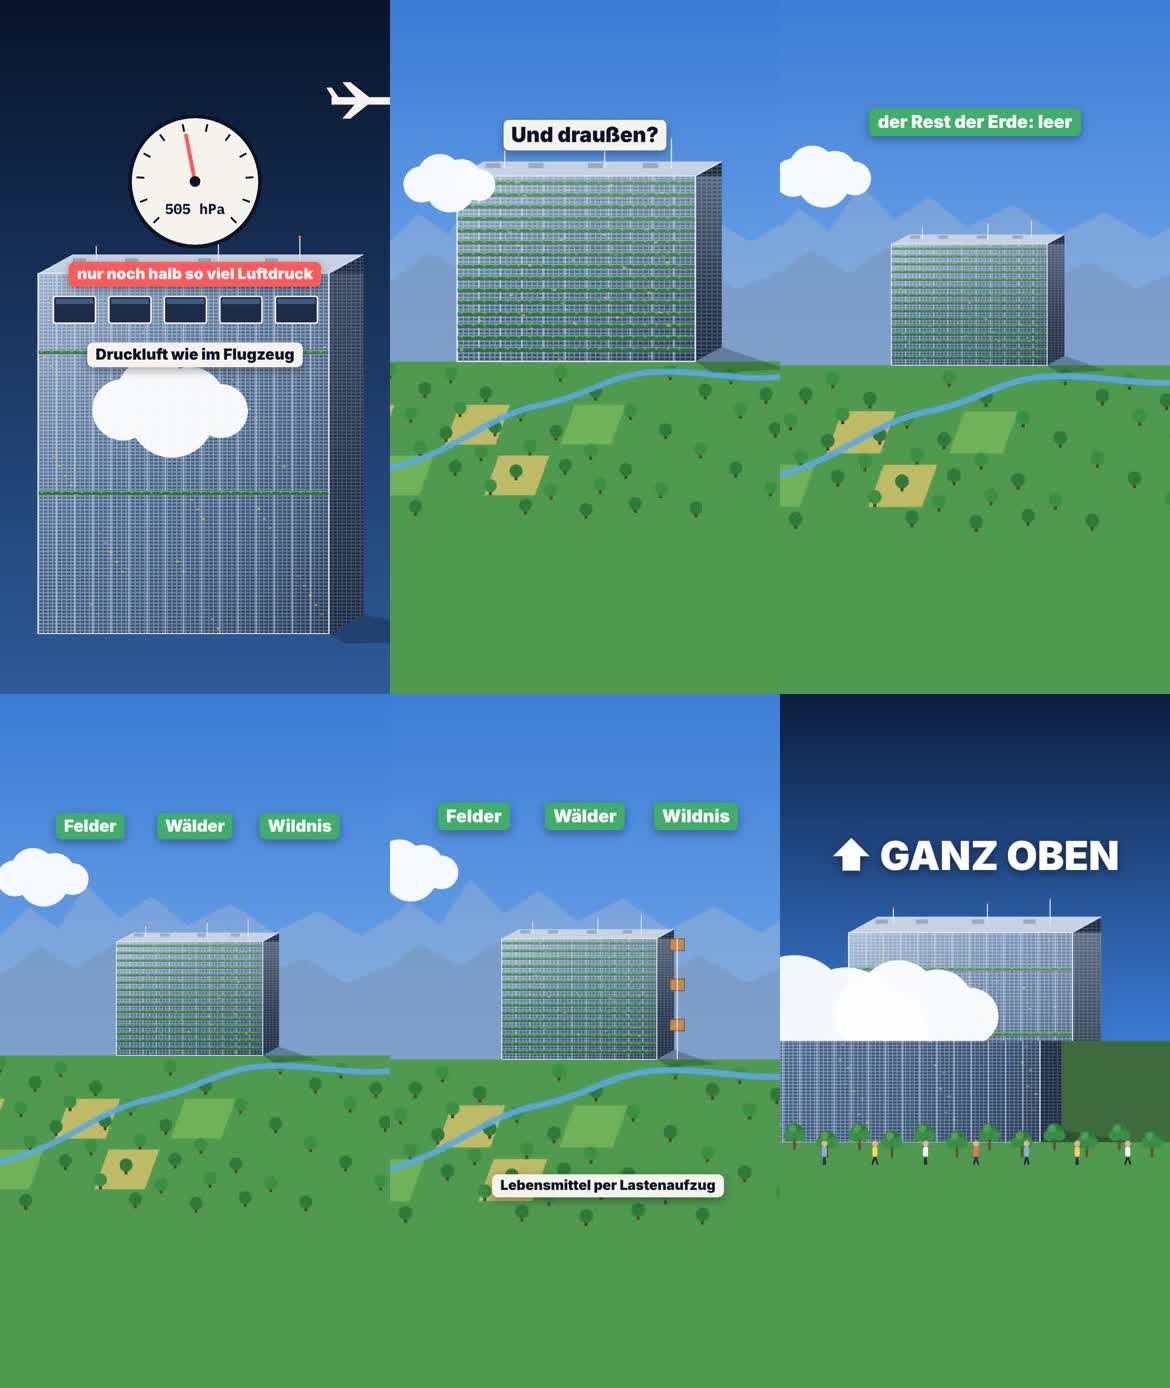 505 hPa
nur noch halb so viel Luftdruck
Druckluft wie im Flugzeug
Und draußen?
der Rest der Erde: leer
Felder
Wälder
Wildnis
Felder
Wälder
Wildnis
Lebensmittel per Lastenaufzug
GANZ OBEN